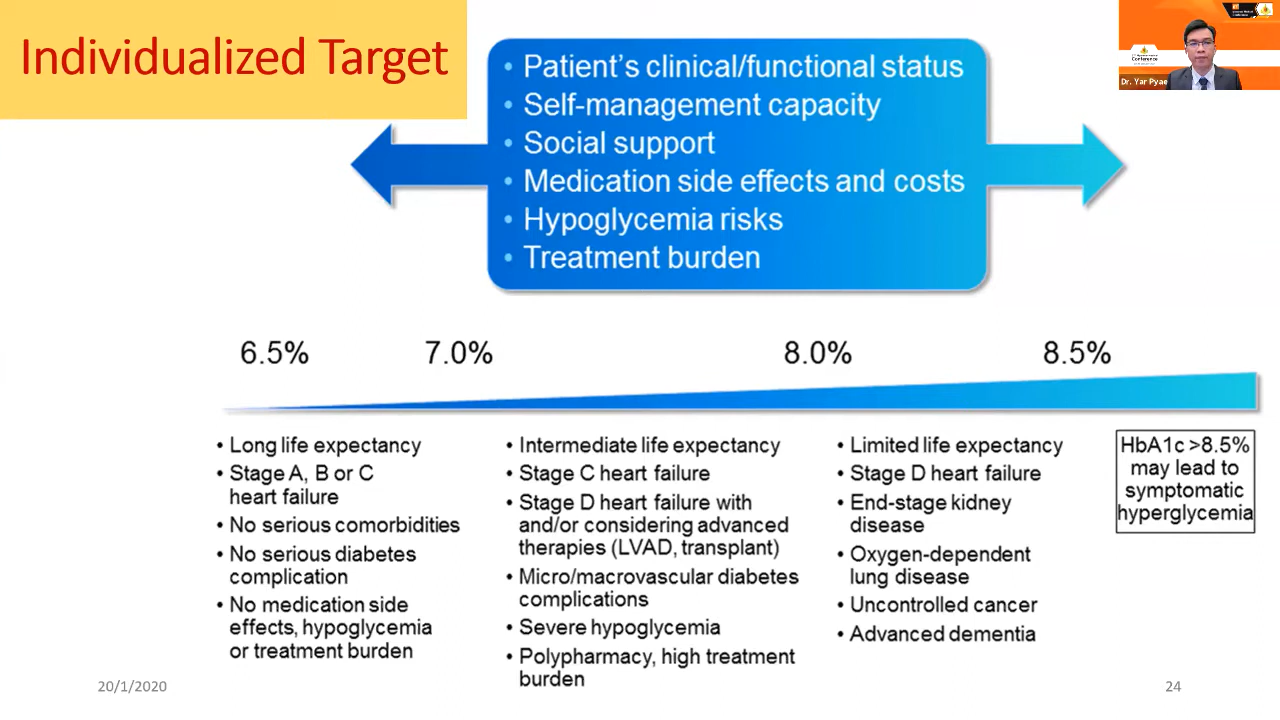 Individualized Target
• Patient's clinical/functional status
• Self-management capacity
• Social support
• Medication side effects and costs
• Hypoglycemia risks
• Treatment burden
Conference
Dr. Yar Pyae
6.5%
7.0%
8.0%
8.5%
• Long life expectancy
• Stage A, B or C
heart failure
• No serious comorbidities
• No serious diabetes
complication
• No medication side
effects, hypoglycemia
or treatment burden
• Intermediate life expectancy
• Stage C heart failure
• Stage D heart failure with
and/or considering advanced
therapies (LVAD, transplant)
• Micro/macrovascular diabetes
complications
• Severe hypoglycemia
• Polypharmacy, high treatment
burden
• Limited life expectancy
• Stage D heart failure
• End-stage kidney
disease
• Oxygen-dependent
lung disease
• Uncontrolled cancer
• Advanced dementia
HbA1c >8.5%
may lead to
symptomatic
hyperglycemia
20/1/2020
24